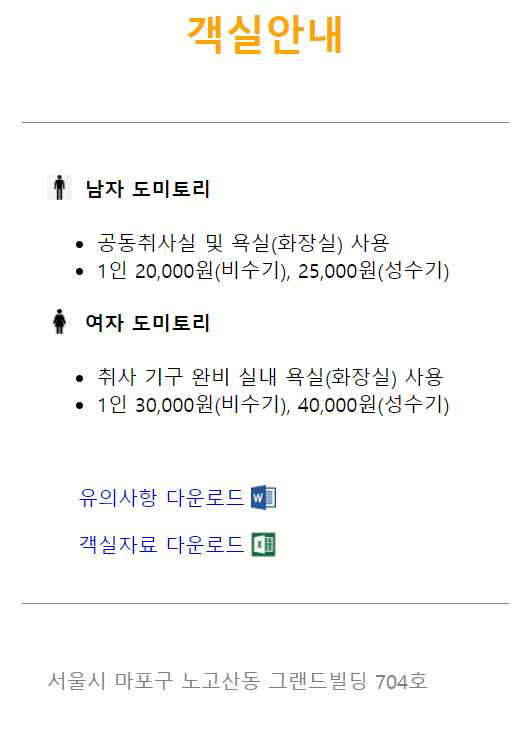 객실안내
남자 도미토리
공동취사실 및 욕실(화장실) 사용
1인 20,000원(비수기), 25,000원(성수기)
여자 도미토리
취사 기구 완비 실내 욕실(화장실) 사용
1인 30,000원(비수기), 40,000원(성수기)
유의사항 다운로드
객실자료 다운로드
서울시 마포구 노고산동 그랜드빌딩 704호